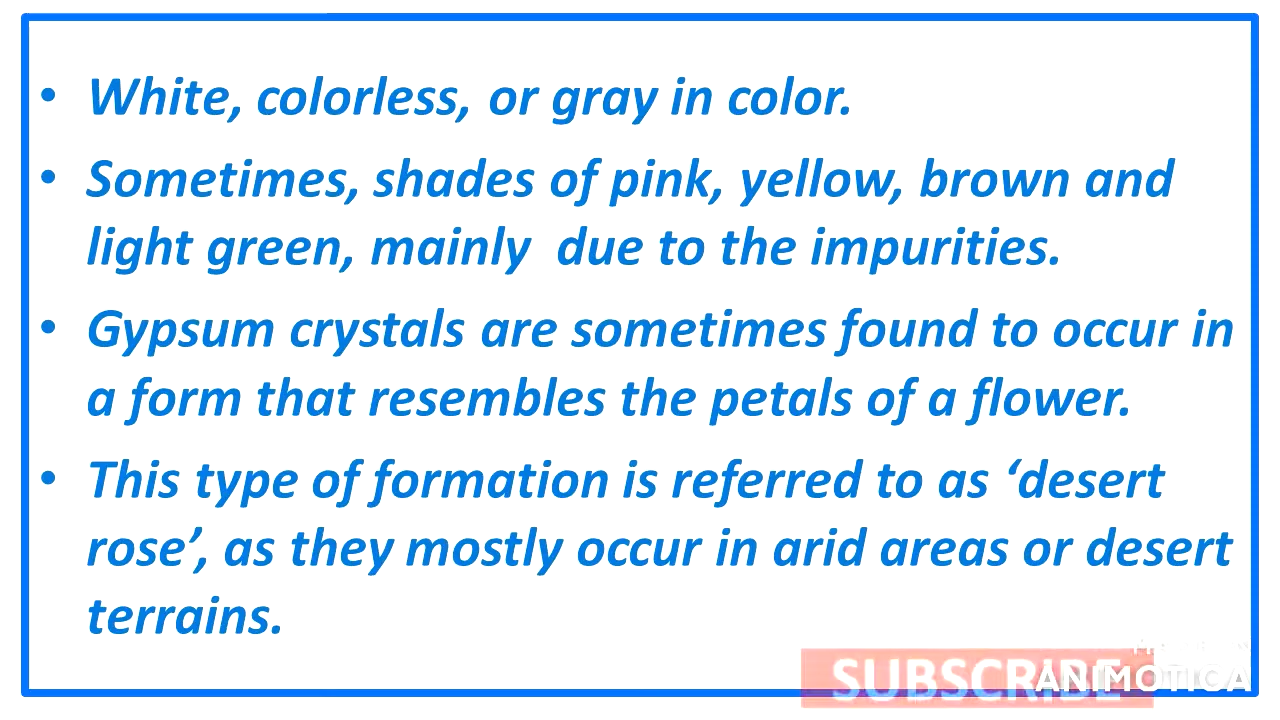 • White, colorless, or gray in color.
• Sometimes, shades of pink, yellow, brown and
light green, mainly  due to the impurities.
• Gypsum crystals are sometimes found to occur in
a form that resembles the petals of a flower.
• This type of formation is referred to as ‘desert
rose’, as they mostly occur in arid areas or desert
terrains.
SUBSCRIBE
ANIMOTICA